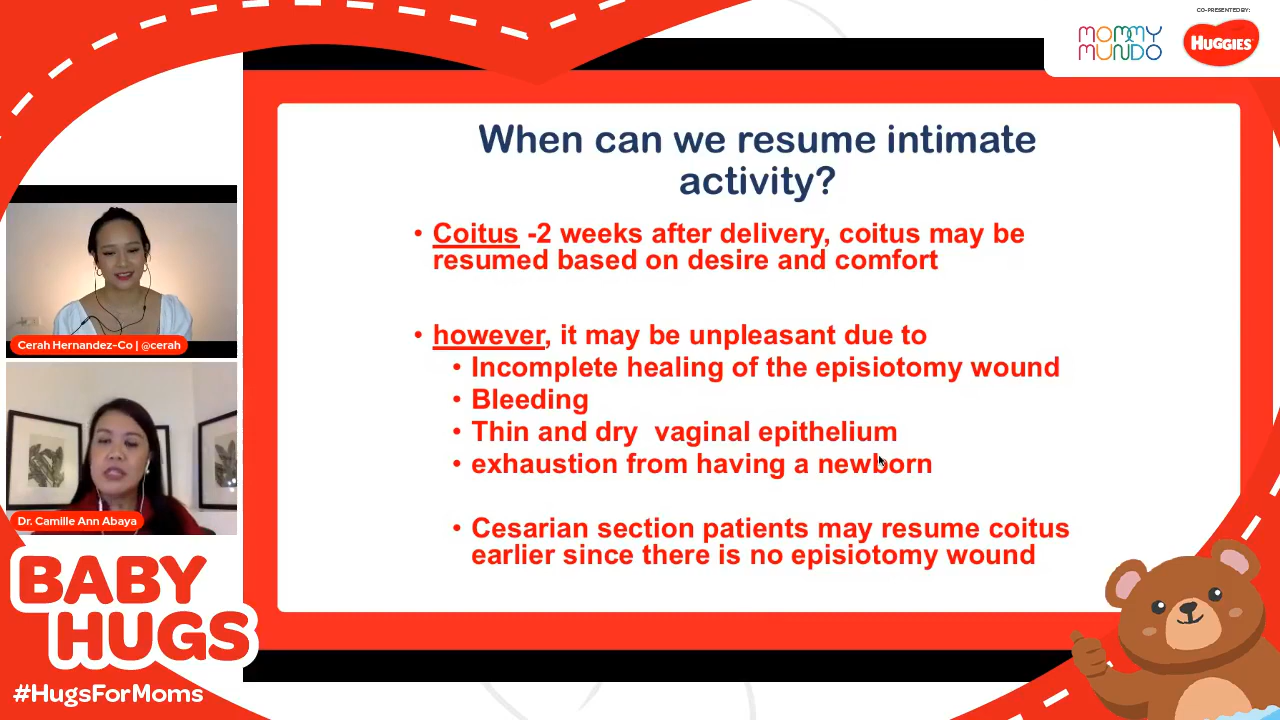 CO-PRESENTED BY:
MOMMY
MUNDO
HUGGIES
When can we resume intimate
activity?
• Coitus -2 weeks after delivery, coitus may be
resumed based on desire and comfort
• however, it may be unpleasant due to
• Incomplete healing of the episiotomy wound
• Bleeding
• Thin and dry vaginal epithelium
• exhaustion from having a newborn
• Cesarian section patients may resume coitus
earlier since there is no episiotomy wound
Cerah Hernandez-Co | @cerah
Dr. Camille Ann Abaya
BABY
HUGS
#HugsForMoms